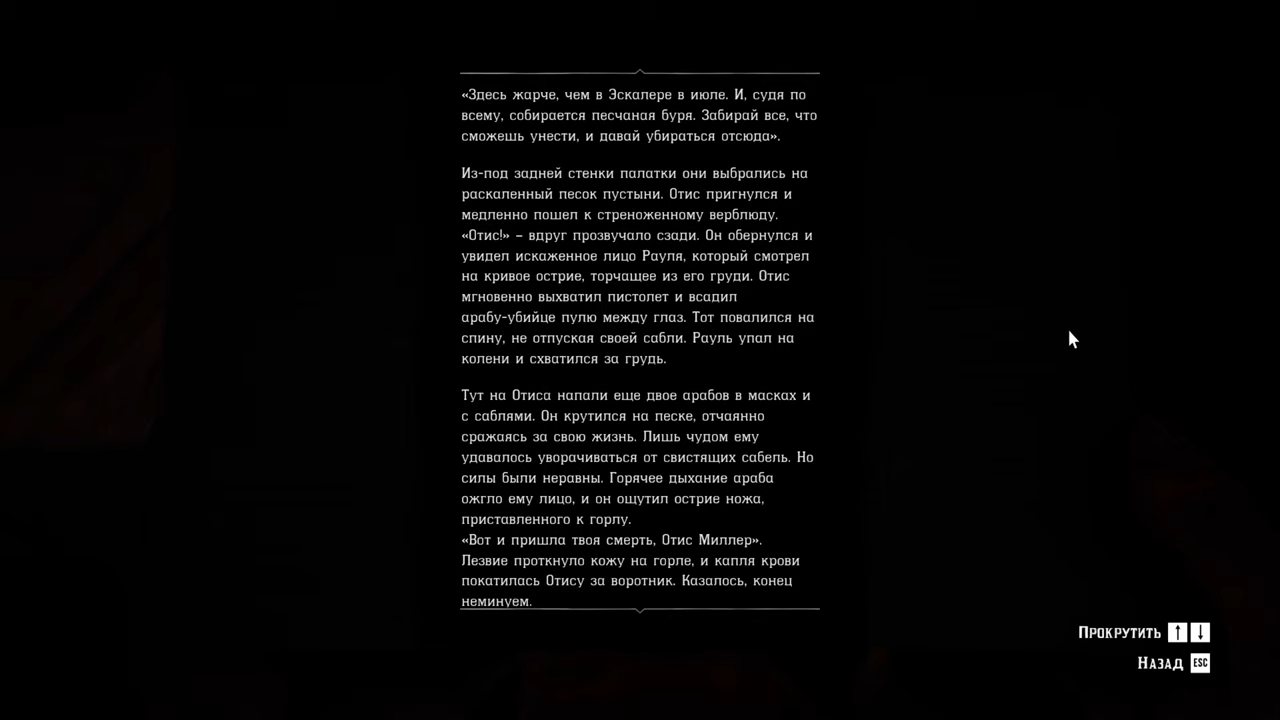 «Здесь жарче, чем в Эскалере в июле. И, судя по
всему, собирается песчаная буря. Забирай все, что
сможешь унести, и давай убираться отсюда».
Из-под задней стенки палатки они выбрались на
раскаленный песок пустыни. Отис пригнулся и
медленно пошел к стреноженному верблюду.
«Отис!» – вдруг прозвучало сзади. Он обернулся и
увидел искаженное лицо Рауля, который смотрел
на кривое острие, торчащее из его груди. Отис
мгновенно выхватил пистолет и всадил
арабу-убийце пулю между глаз. Тот повалился на
спину, не отпуская своей сабли. Рауль упал на
колени и схватился за грудь.
Тут на Отиса напали еще двое арабов в масках и
с саблями. Он крутился на песке, отчаянно
сражаясь за свою жизнь. Лишь чудом ему
удавалось уворачиваться от свистящих сабель. Но
силы были неравны. Горячее дыхание араба
ожгло ему лицо, и он ощутил острие ножа,
приставленного к горлу.
«Вот и пришла твоя смерть, Отис Миллер».
Лезвие проткнуло кожу на горле, и капля крови
покатилась Отису за воротник. Казалось, конец
неминуем.
Прокрутить ↑ ↓
Назад ESC